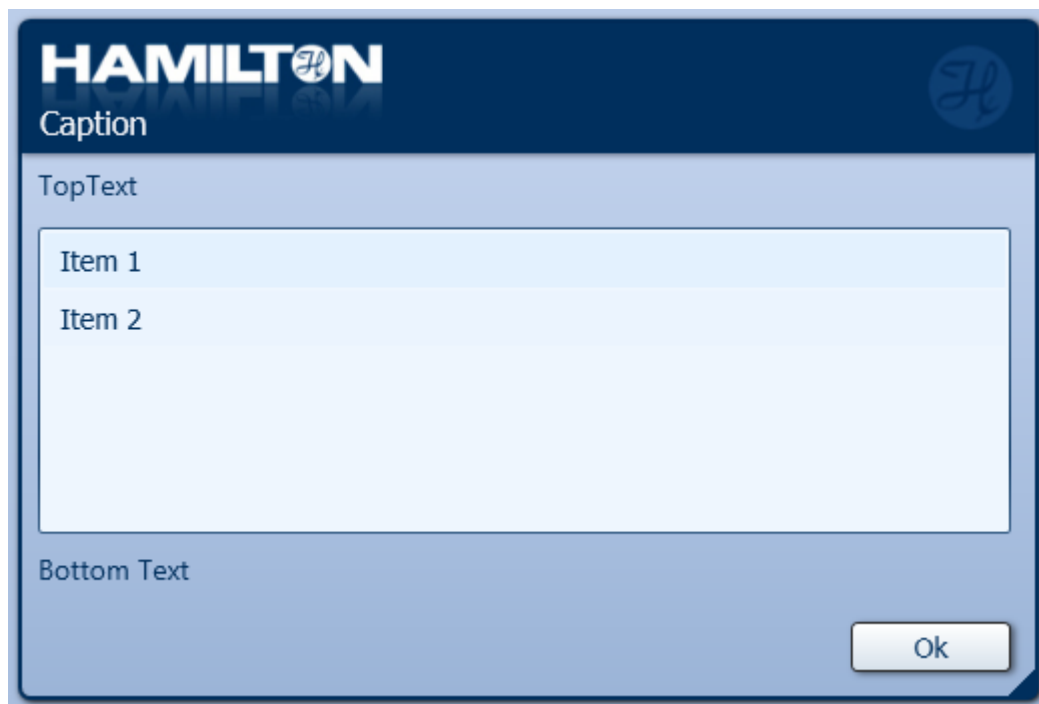 HAMILTON
Caption
TopText
Item 1
Item 2
Bottom Text
Ok